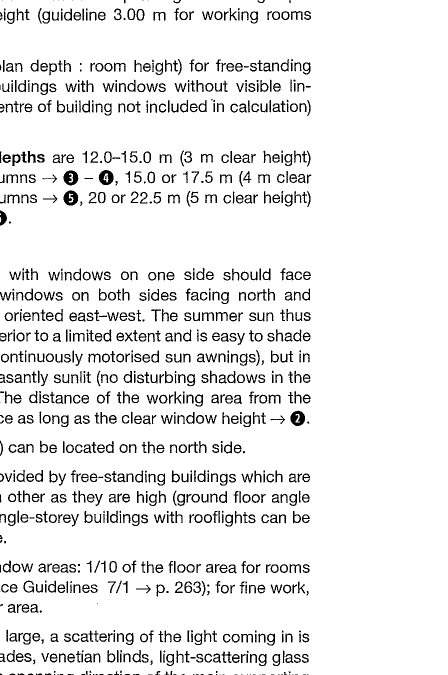 eight (guideline 3.00 m for working rooms
plan depth : room height) for free-standing
buildings with windows without visible lin-
centre of building not included in calculation)
depths are 12.0–15.0 m (3 m clear height)
umns → ❸ – ❹, 15.0 or 17.5 m (4 m clear
umns → ❺, 20 or 22.5 m (5 m clear height)
.
with windows on one side should face
windows on both sides facing north and
oriented east–west. The summer sun thus
erior to a limited extent and is easy to shade
continuously motorised sun awnings), but in
asantly sunlit (no disturbing shadows in the
The distance of the working area from the
ce as long as the clear window height → ❷.
) can be located on the north side.
ovided by free-standing buildings which are
other as they are high (ground floor angle
ngle-storey buildings with rooflights can be
e.
ndow areas: 1/10 of the floor area for rooms
ce Guidelines 7/1 → p. 263); for fine work,
r area.
large, a scattering of the light coming in is
ades, venetian blinds, light-scattering glass